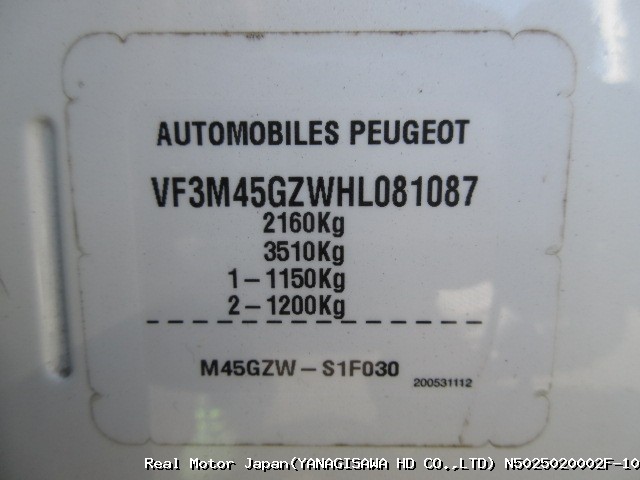 AUTOMOBILES PEUGEOT
VF3M45GZWHL081087
2160Kg
3510Kg
1-1150Kg
2-1200Kg
M45GZW-S1F030
200531112
Real Motor Japan(YANAGISAWA HD CO.,LTD) N5025020002F-10